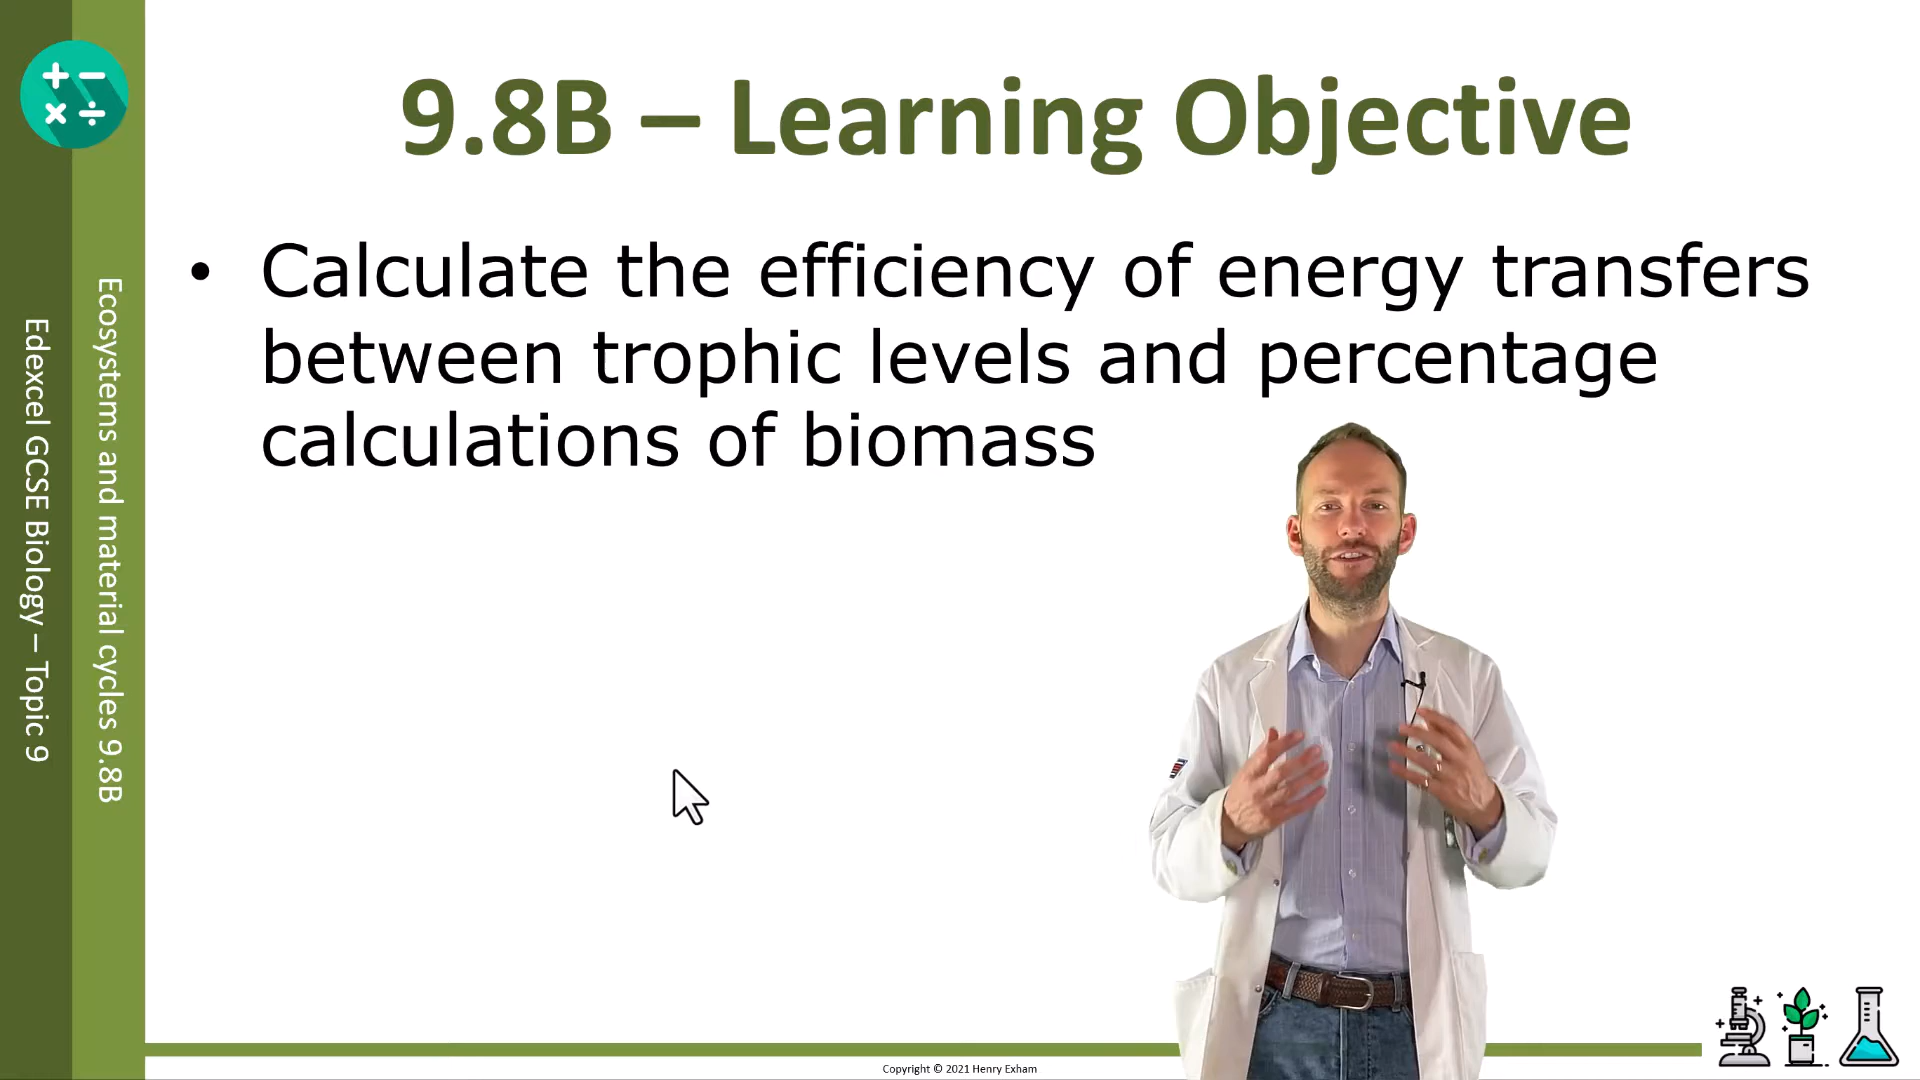 9.8B – Learning Objective
• Calculate the efficiency of energy transfers
between trophic levels and percentage
calculations of biomass
Ecosystems and material cycles 9.8B
Edexcel GCSE Biology – Topic 9
Copyright © 2021 Henry Exham